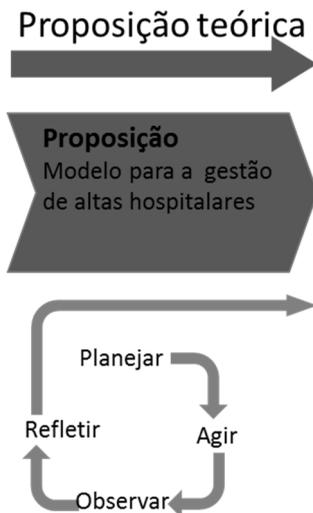 Proposição teórica
Proposição
Modelo para a gestão
de altas hospitalares
Planejar
Refletir
Agir
Observar